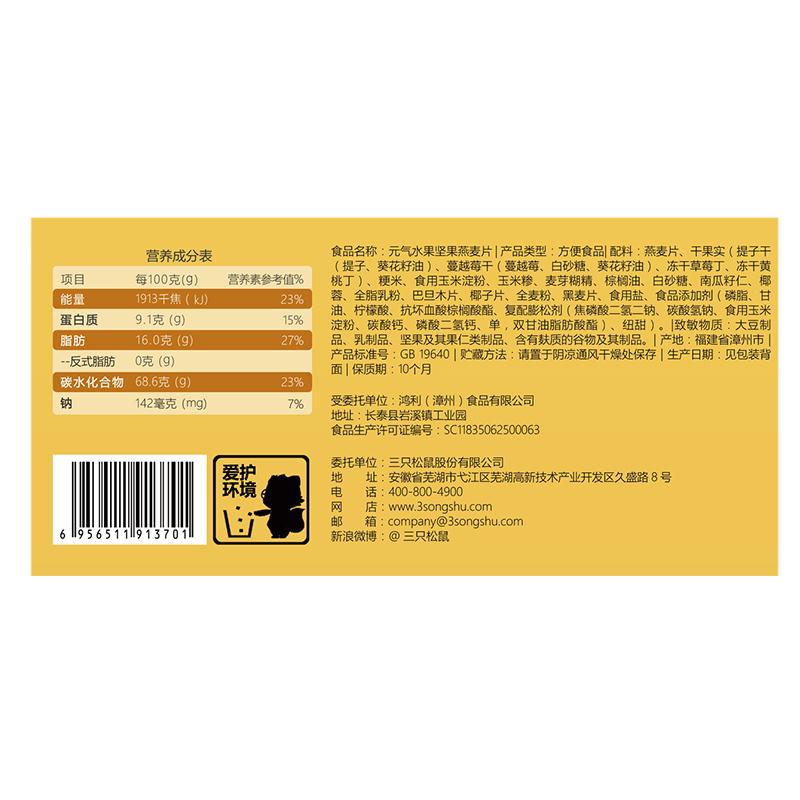 营养成分表
项目 每100克(g) 营养素参考值%
能量 1913千焦 ( kJ) 23%
蛋白质 9.1克 (g) 15%
脂肪 16.0克 (g) 27%
--反式脂肪 0克 (g)
碳水化合物 68.6克 (g) 23%
钠 142毫克 (mg) 7%
6 956511 913701
爱护
环境
食品名称：元气水果坚果燕麦片| 产品类型：方便食品| 配料：燕麦片、干果实（提子干
（提子、葵花籽油）、蔓越莓干（蔓越莓、白砂糖、葵花籽油）、冻干草莓丁、冻干黄
桃丁）、粳米、食用玉米淀粉、玉米糁、麦芽糊精、棕榈油、白砂糖、南瓜籽仁、椰
蓉、全脂乳粉、巴旦木片、椰子片、全麦粉、黑麦片、食用盐、食品添加剂（磷脂、甘
油、柠檬酸、抗坏血酸棕榈酸酯、复配膨松剂（焦磷酸二氢二钠、碳酸氢钠、食用玉米
淀粉、碳酸钙、磷酸二氢钙、单，双甘油脂肪酸酯）、纽甜）。|致敏物质：大豆制
品、乳制品、坚果及其果仁类制品、含有麸质的谷物及其制品。| 产地：福建省漳州市 |
产品标准号：GB 19640 | 贮藏方法：请置于阴凉通风干燥处保存 | 生产日期：见包装背
面 | 保质期：10个月
受委托单位：鸿利（漳州）食品有限公司
地址：长泰县岩溪镇工业园
食品生产许可证编号：SC11835062500063
委托单位：三只松鼠股份有限公司
地 址：安徽省芜湖市弋江区芜湖高新技术产业开发区久盛路 8 号
电 话：400-800-4900
网 店：www.3songshu.com
邮 箱：company@3songshu.com
新浪微博：@ 三只松鼠